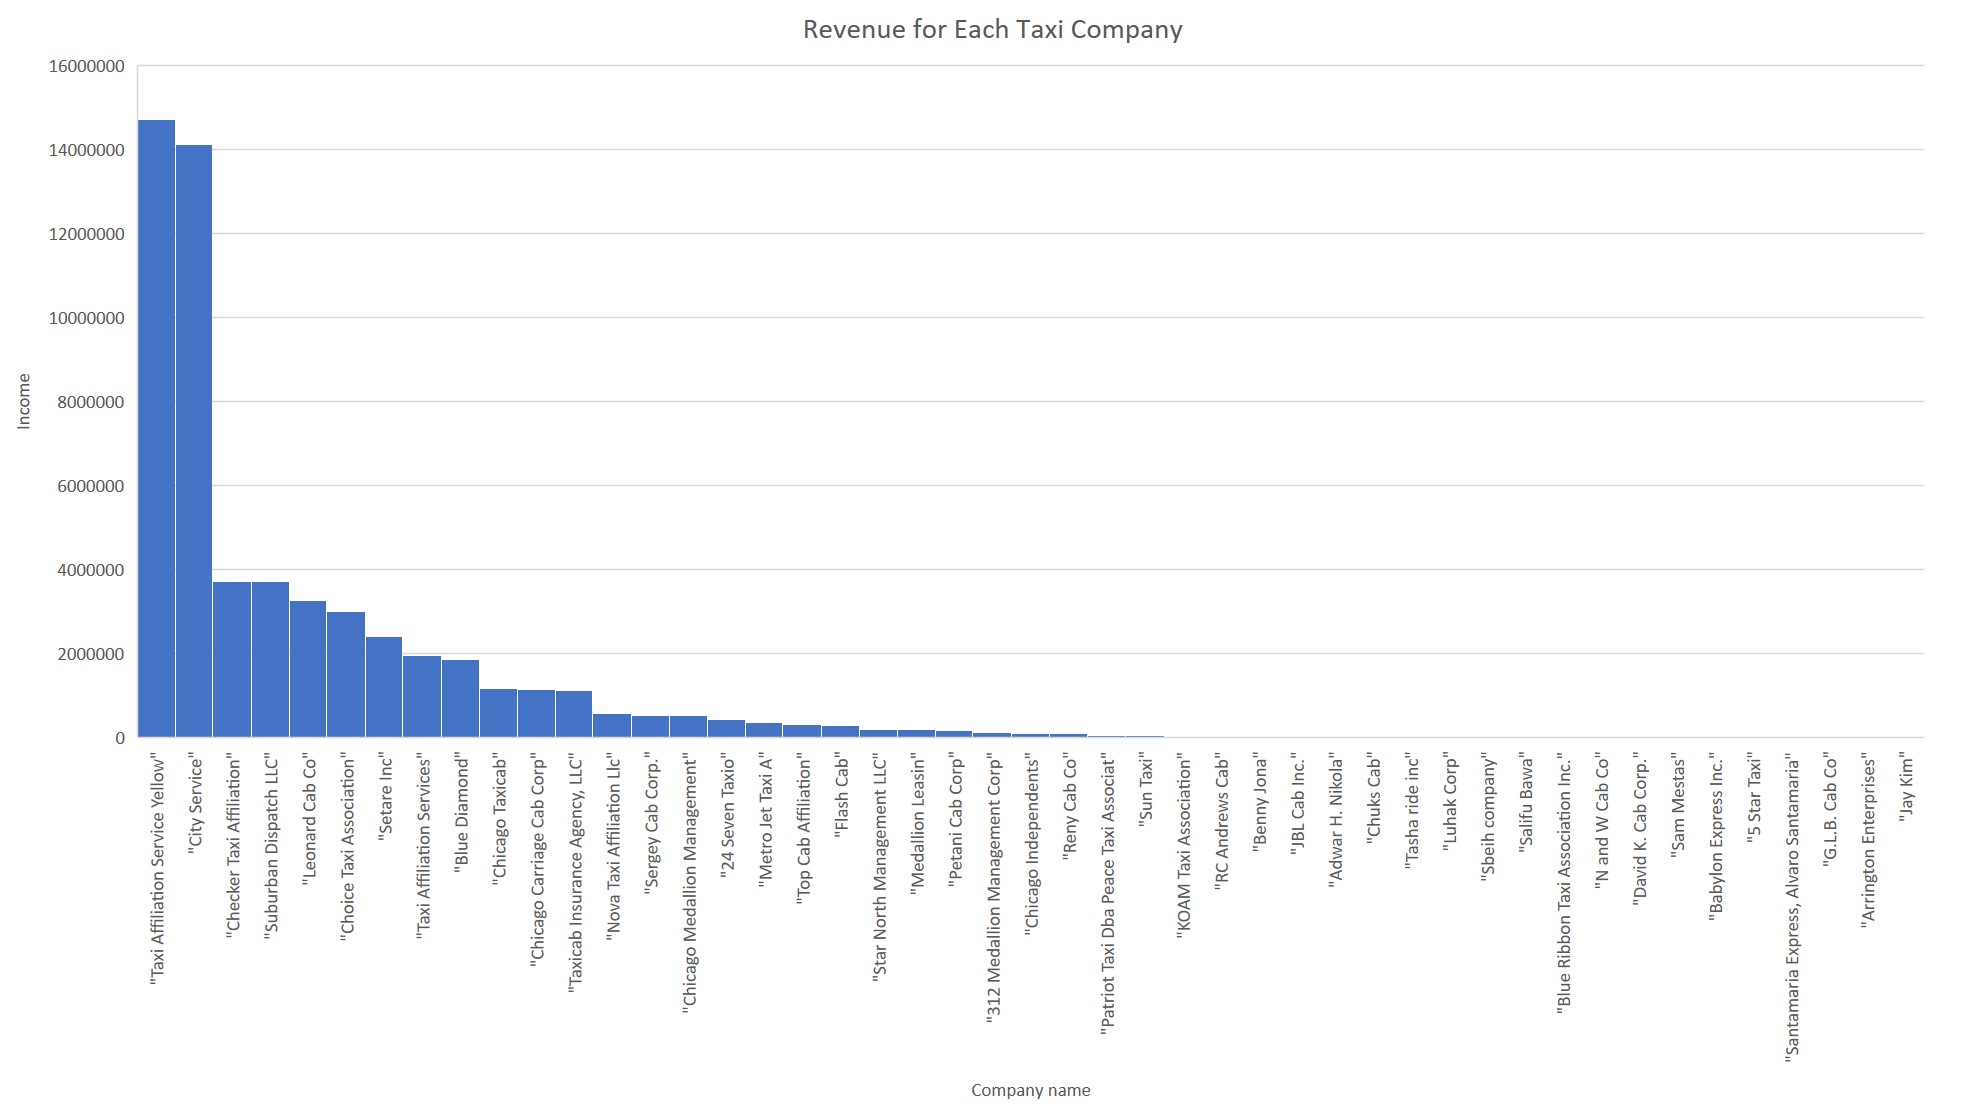 Revenue for Each Taxi Company
16000000
14000000
12000000
10000000
8000000
6000000
4000000
2000000
0
Income
"Taxi Affiliation Service Yellow"
"City Service"
"Checker Taxi Affiliation"
"Suburban Dispatch LLC"
"Leonard Cab Co"
"Choice Taxi Association"
"Setare Inc"
"Taxi Affiliation Services"
"Blue Diamond"
"Chicago Taxicab"
"Chicago Carriage Cab Corp"
"Taxicab Insurance Agency, LLC"
"Nova Taxi Affiliation Llc"
"Sergey Cab Corp."
"Chicago Medallion Management"
"24 Seven Taxio"
"Metro Jet Taxi A"
"Top Cab Affiliation"
"Flash Cab"
"Star North Management LLC"
"Medallion Leasin"
"Petani Cab Corp"
"312 Medallion Management Corp"
"Chicago Independents"
"Reny Cab Co"
"Patriot Taxi Dba Peace Taxi Associat"
"Sun Taxi"
"KOAM Taxi Association"
"RC Andrews Cab"
"Benny Jona"
"JBL Cab Inc."
"Adwar H. Nikola"
"Chuks Cab"
"Tasha ride inc"
"Luhak Corp"
"Sbeih company"
"Salifu Bawa"
"Blue Ribbon Taxi Association Inc."
"N and W Cab Co"
"David K. Cab Corp."
"Sam Mestas"
"Babylon Express Inc."
"5 Star Taxi"
"Santamaria Express, Alvaro Santamaria"
"G.L.B. Cab Co"
"Arrington Enterprises"
"Jay Kim"
Company name